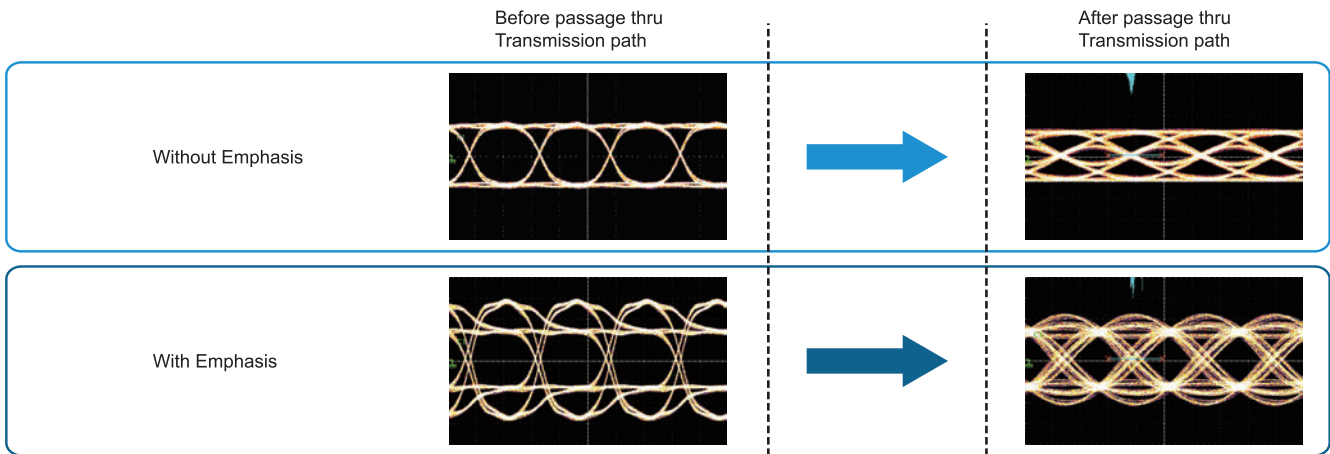 Before passage thru
Transmission path
After passage thru
Transmission path
Without Emphasis
With Emphasis